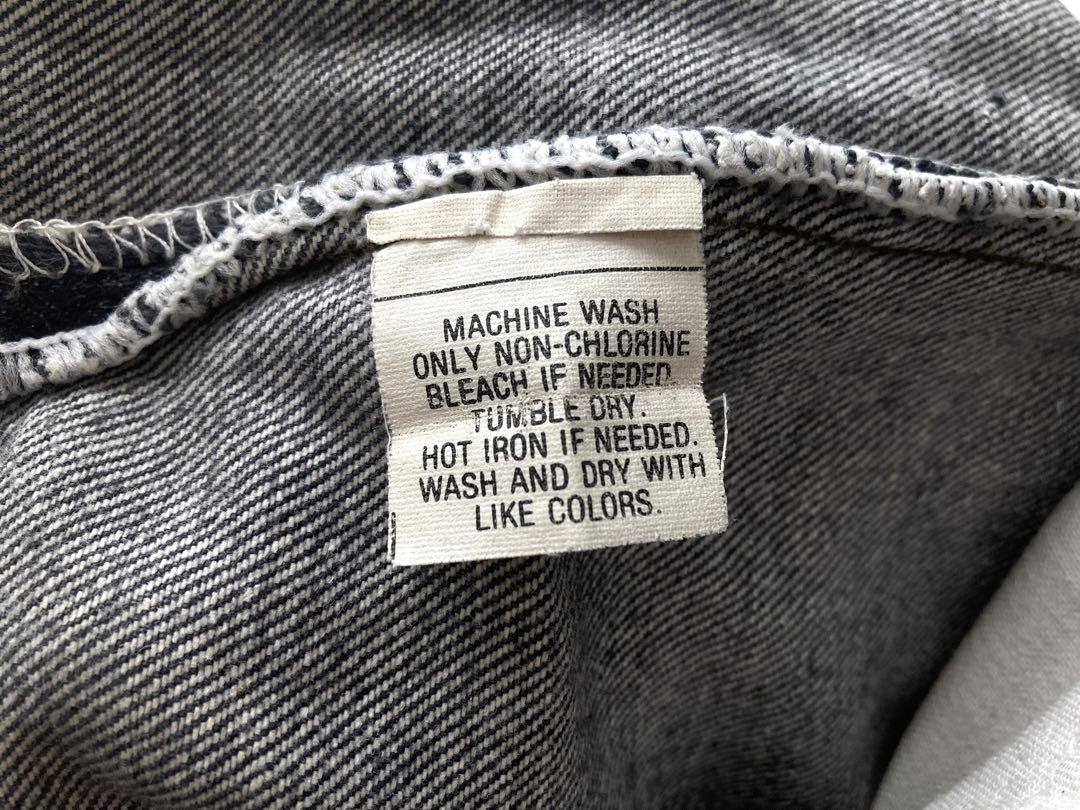 MACHINE WASH
ONLY NON-CHLORINE
BLEACH IF NEEDED.
TUMBLE DRY.
HOT IRON IF NEEDED.
WASH AND DRY WITH
LIKE COLORS.